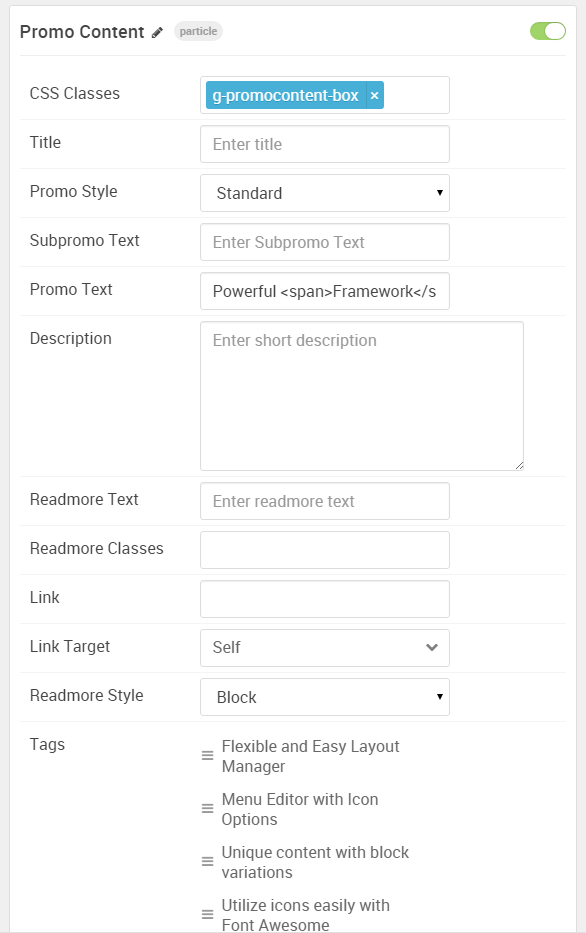 Promo Content particle
CSS Classes g-promocontent-box ×
Title Enter title
Promo Style Standard
Subpromo Text Enter Subpromo Text
Promo Text Powerful <span>Framework</s
Description Enter short description
Readmore Text Enter readmore text
Readmore Classes
Link
Link Target Self
Readmore Style Block
Tags Flexible and Easy Layout
Manager
Menu Editor with Icon
Options
Unique content with block
variations
Utilize icons easily with
Font Awesome